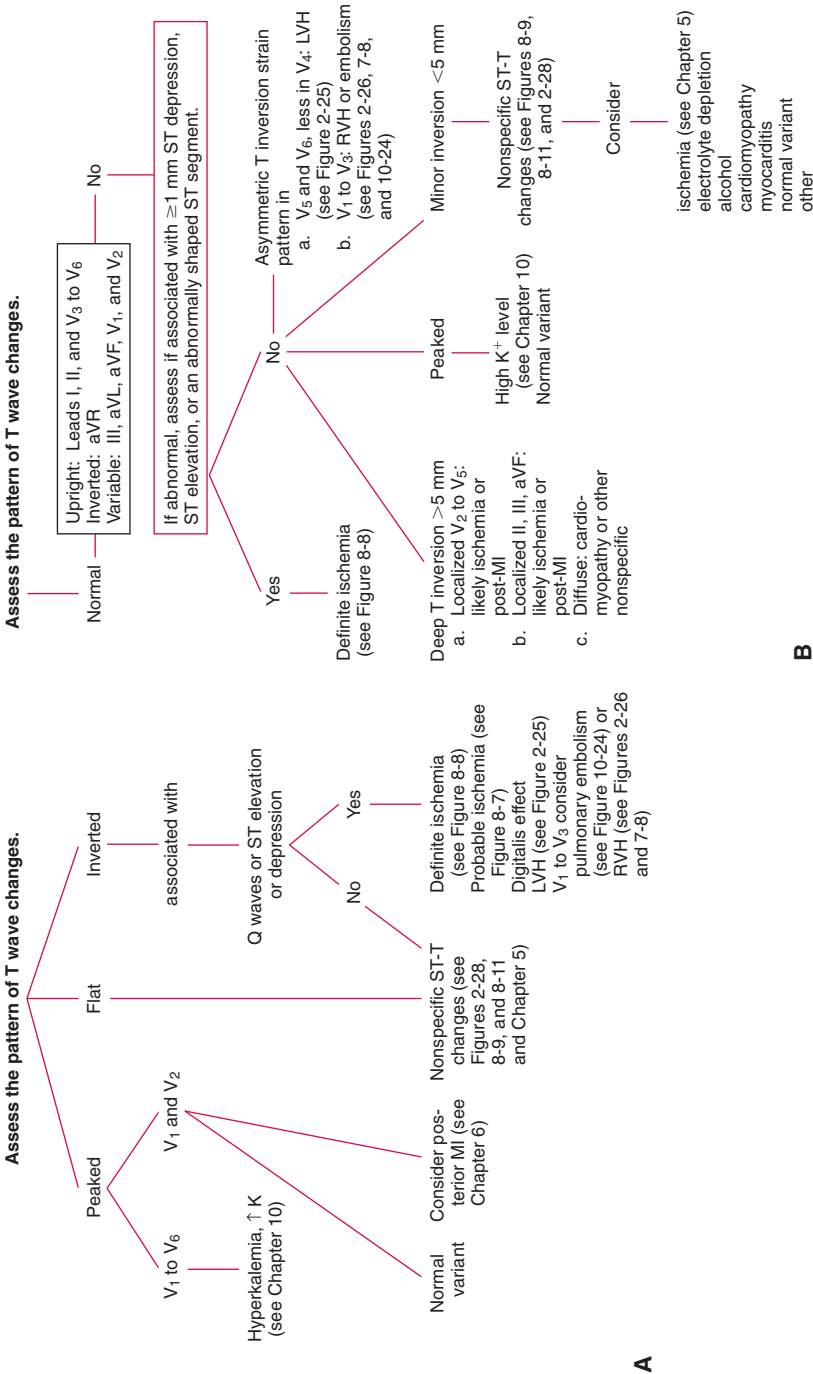 Assess the pattern of T wave changes.
Peaked
Flat
Inverted
V1 to V6
V1 and V2
associated with
Hyperkalemia, ↑ K
(see Chapter 10)
Q waves or ST elevation
or depression
No
Yes
Normal
variant
Consider pos-
terior MI (see
Chapter 6)
Nonspecific ST-T
changes (see
Figures 2-28,
8-9, and 8-11
and Chapter 5)
Definite ischemia
(see Figure 8-8)
Probable ischemia (see
Figure 8-7)
Digitalis effect
LVH (see Figure 2-25)
V1 to V3 consider
pulmonary embolism
(see Figure 10-24) or
RVH (see Figures 2-26
and 7-8)
A
Assess the pattern of T wave changes.
Normal
Upright: Leads I, II, and V3 to V6
Inverted: aVR
Variable: III, aVL, aVF, V1, and V2
No
If abnormal, assess if associated with ≥1 mm ST depression,
ST elevation, or an abnormally shaped ST segment.
Yes
No
Definite ischemia
(see Figure 8-8)
Asymmetric T inversion strain
pattern in
a. V5 and V6, less in V4: LVH
(see Figure 2-25)
b. V1 to V3: RVH or embolism
(see Figures 2-26, 7-8,
and 10-24)
Deep T inversion >5 mm
a. Localized V2 to V5:
likely ischemia or
post-MI
b. Localized II, III, aVF:
likely ischemia or
post-MI
c. Diffuse: cardio-
myopathy or other
nonspecific
Peaked
High K+ level
(see Chapter 10)
Normal variant
Minor inversion <5 mm
Nonspecific ST-T
changes (see Figures 8-9,
8-11, and 2-28)
Consider
ischemia (see Chapter 5)
electrolyte depletion
alcohol
cardiomyopathy
myocarditis
normal variant
other
B